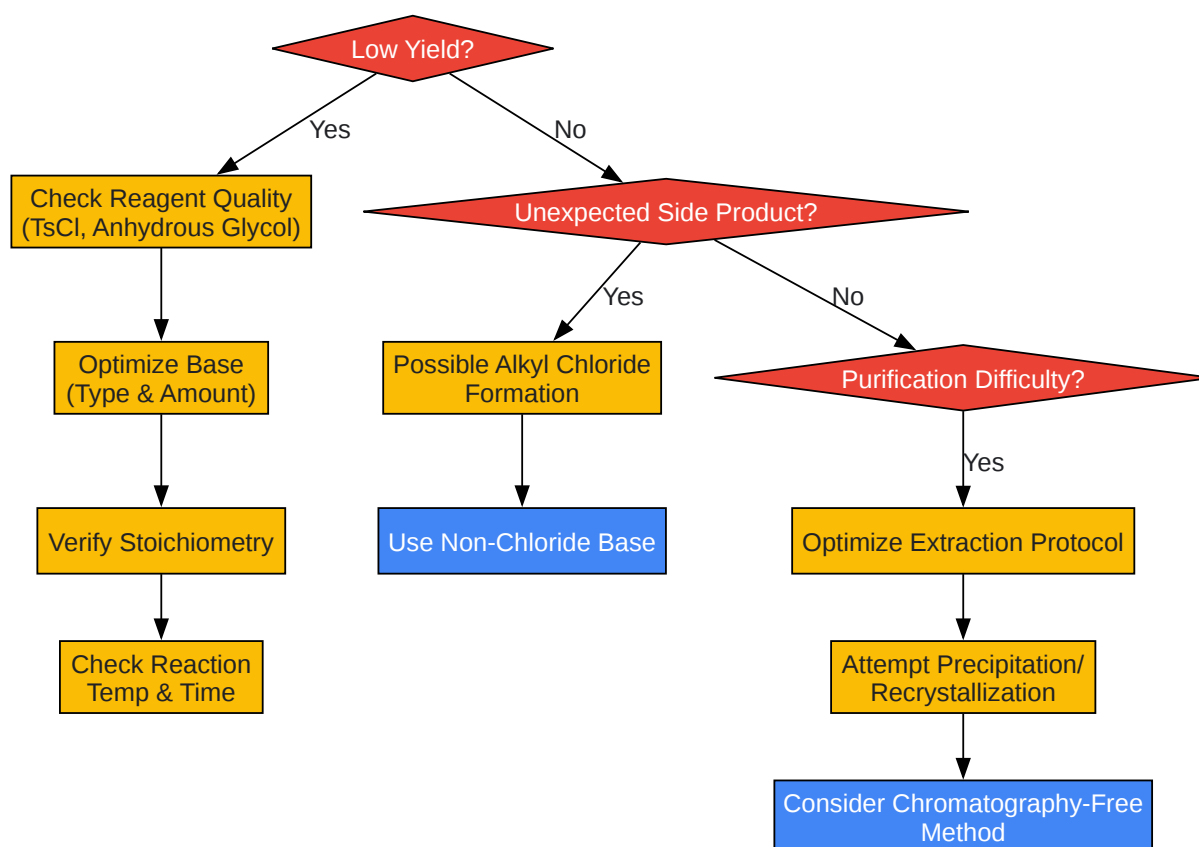 Low Yield?
Yes
No
Check Reagent Quality
(TsCl, Anhydrous Glycol)
Unexpected Side Product?
Yes
No
Optimize Base
(Type & Amount)
Possible Alkyl Chloride
Formation
Purification Difficulty?
Yes
Verify Stoichiometry
Use Non-Chloride Base
Optimize Extraction Protocol
Check Reaction
Temp & Time
Attempt Precipitation/
Recrystallization
Consider Chromatography-Free
Method